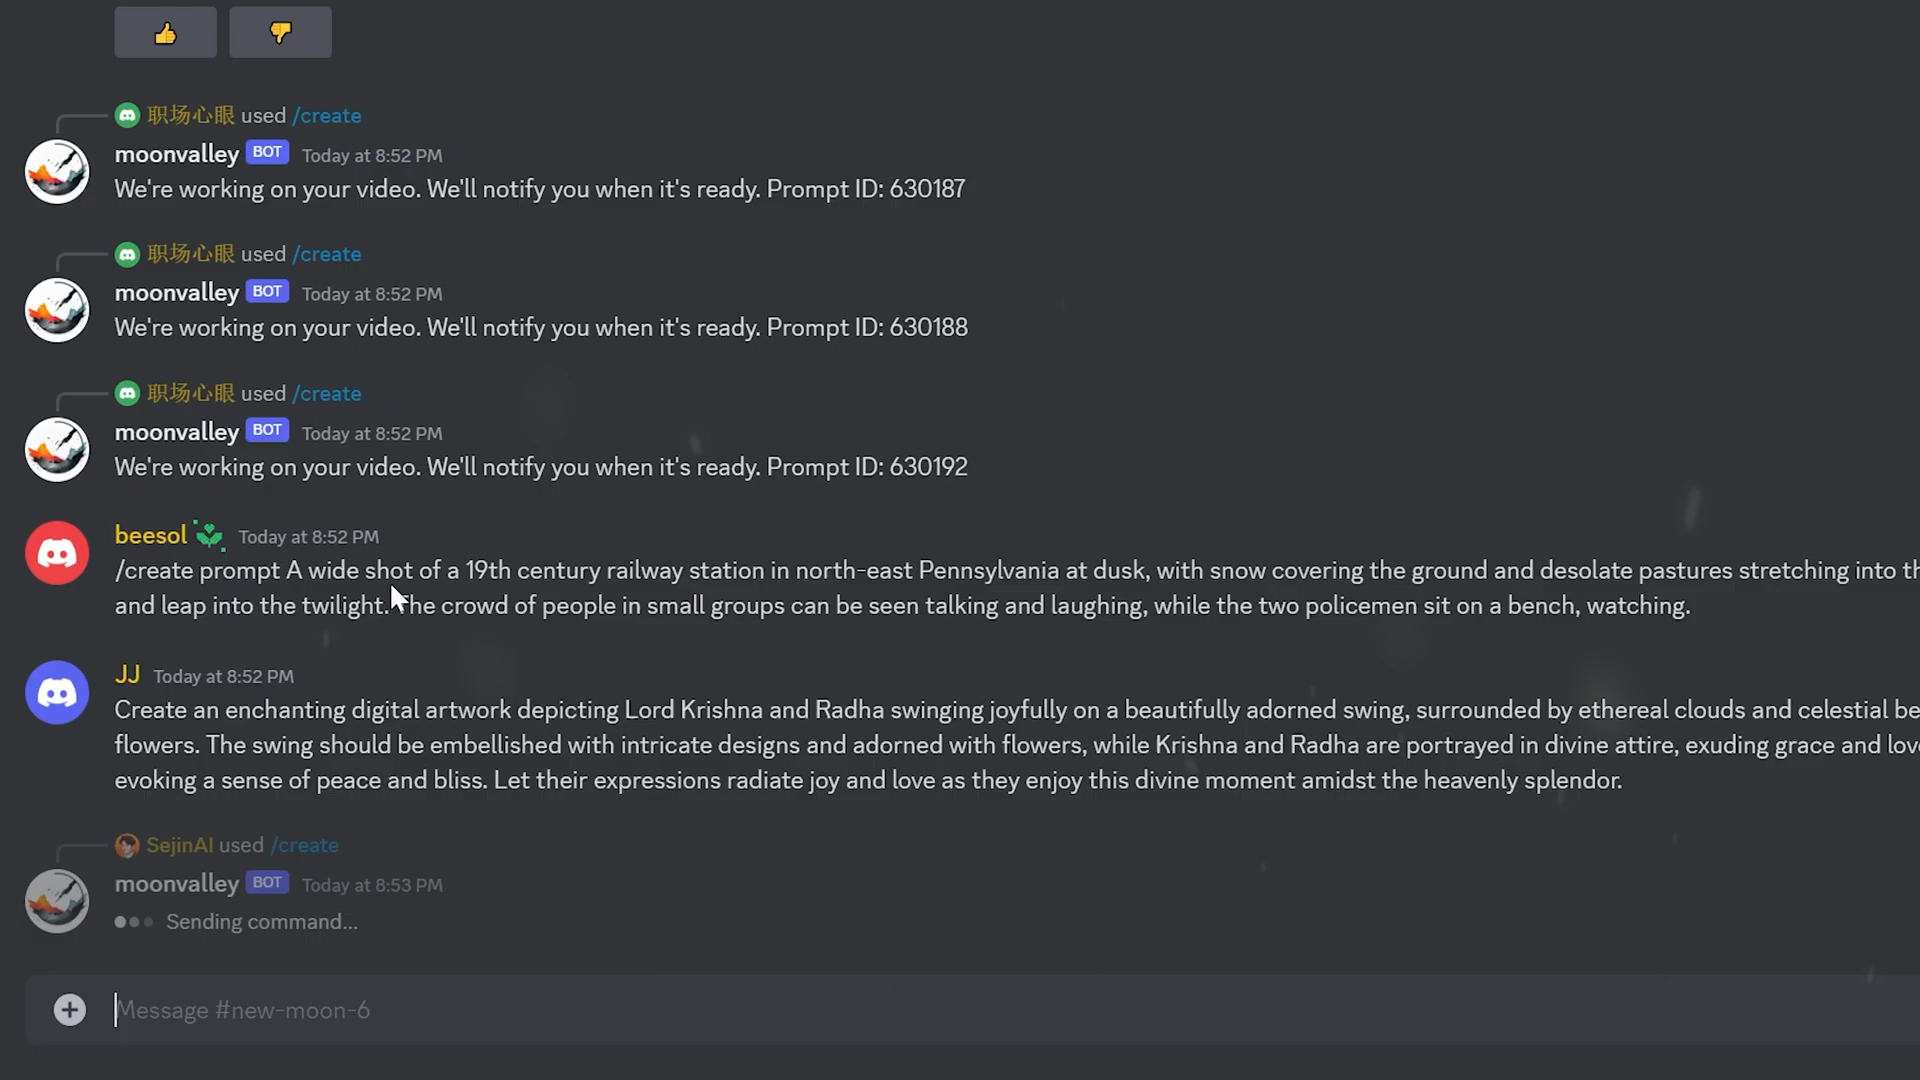 职场心眼 used /create
moonvalley BOT Today at 8:52 PM
We're working on your video. We'll notify you when it's ready. Prompt ID: 630187
职场心眼 used /create
moonvalley BOT Today at 8:52 PM
We're working on your video. We'll notify you when it's ready. Prompt ID: 630188
职场心眼 used /create
moonvalley BOT Today at 8:52 PM
We're working on your video. We'll notify you when it's ready. Prompt ID: 630192
beesol Today at 8:52 PM
/create prompt A wide shot of a 19th century railway station in north-east Pennsylvania at dusk, with snow covering the ground and desolate pastures stretching into
and leap into the twilight. The crowd of people in small groups can be seen talking and laughing, while the two policemen sit on a bench, watching.
JJ Today at 8:52 PM
Create an enchanting digital artwork depicting Lord Krishna and Radha swinging joyfully on a beautifully adorned swing, surrounded by ethereal clouds and celestial
flowers. The swing should be embellished with intricate designs and adorned with flowers, while Krishna and Radha are portrayed in divine attire, exuding grace and
evoking a sense of peace and bliss. Let their expressions radiate joy and love as they enjoy this divine moment amidst the heavenly splendor.
SejinAI used /create
moonvalley BOT Today at 8:53 PM
Sending command...
Message #new-moon-6